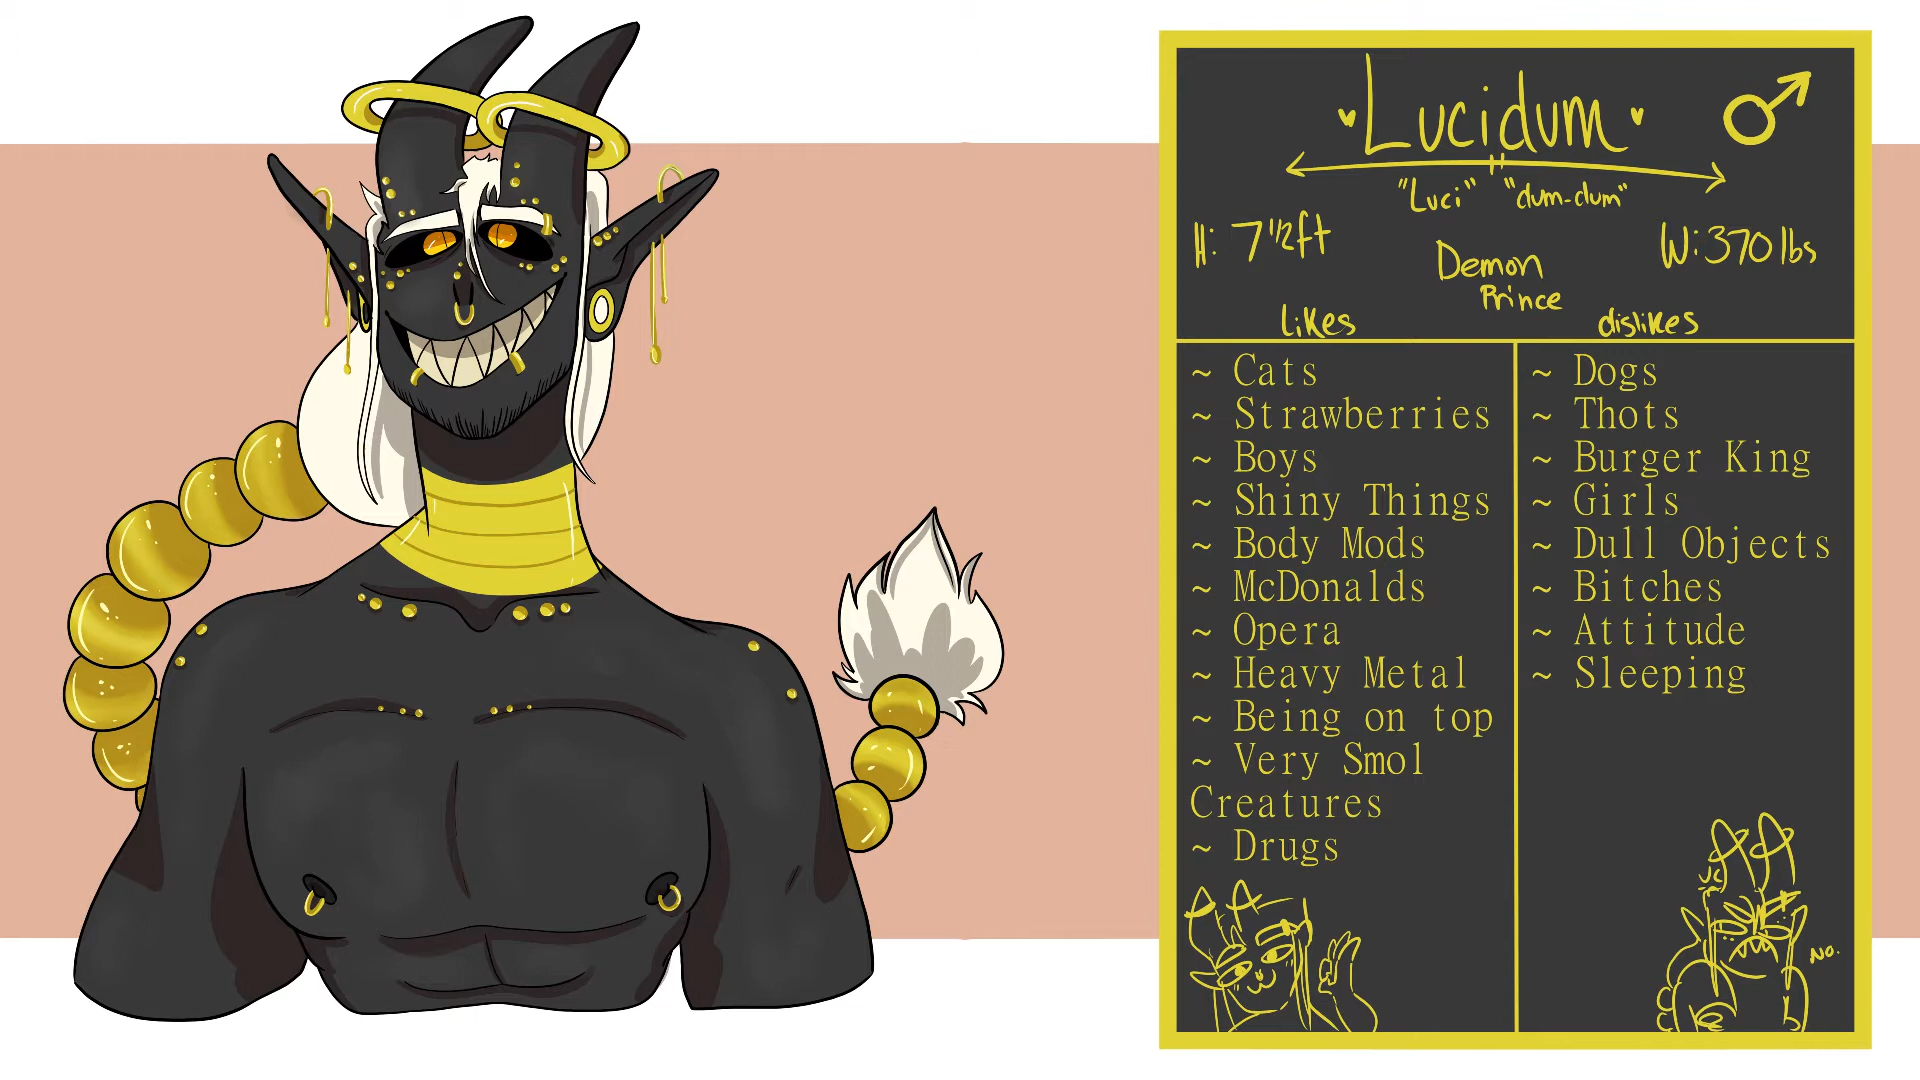 Lucidum
"Luci" "dum-dum"
H: 7 1/2ft
W: 370 lbs
Demon
Prince
likes
dislikes
~ Cats
~ Strawberries
~ Boys
~ Shiny Things
~ Body Mods
~ McDonalds
~ Opera
~ Heavy Metal
~ Being on top
~ Very Smol
Creatures
~ Drugs
~ Dogs
~ Thots
~ Burger King
~ Girls
~ Dull Objects
~ Bitches
~ Attitude
~ Sleeping
No.